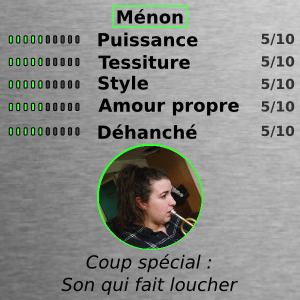 Ménon
Puissance 5/10
Tessiture 5/10
Style 5/10
Amour propre 5/10
Déhanché 5/10
Coup spécial :
Son qui fait loucher